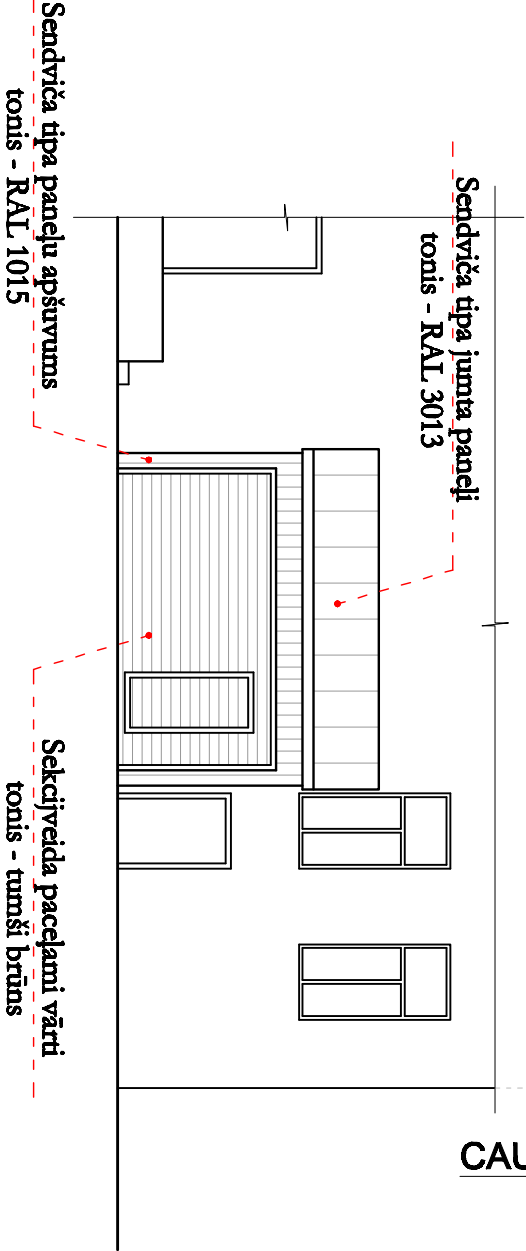 Sendviča tipa jumta paneļi
tonis - RAL 3013
Sendviča tipa paneļu apšuvums
tonis - RAL 1015
Sekcijveida paceļami vārti
tonis - tumši brūns
CAU